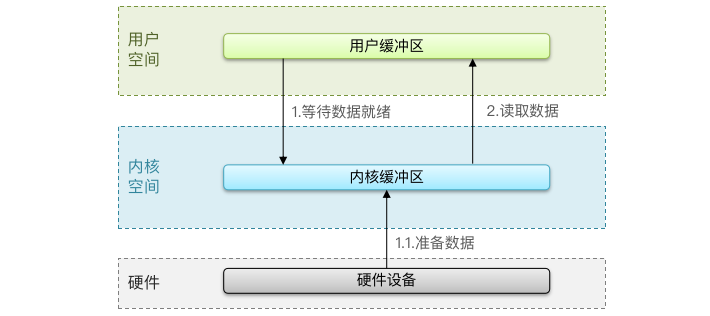 用户
空间
用户缓冲区
1.等待数据就绪
2.读取数据
内核
空间
内核缓冲区
1.1.准备数据
硬件
硬件设备